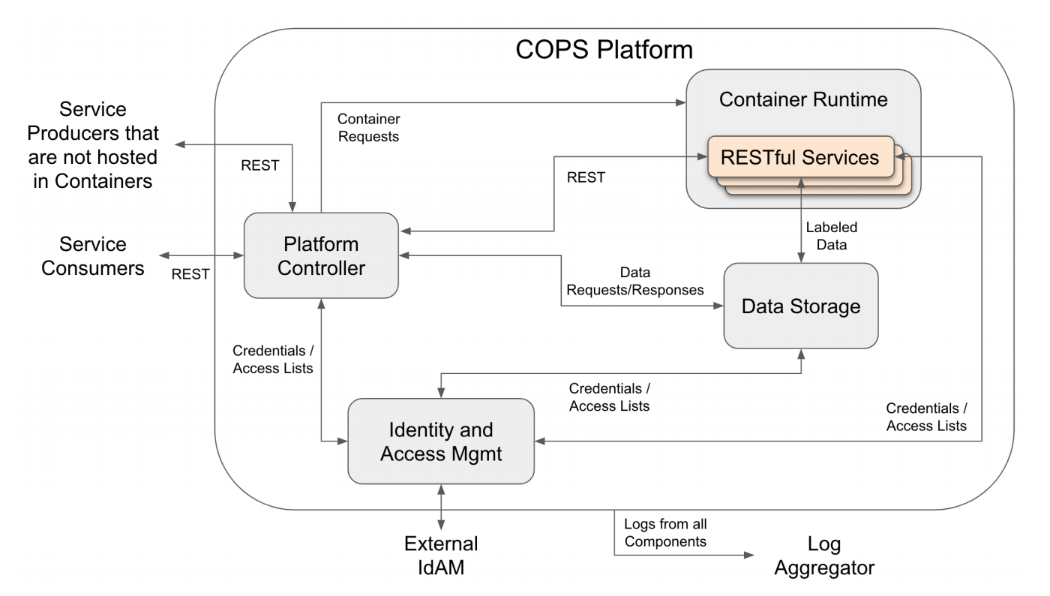 COPS Platform
Service
Producers that
are not hosted
in Containers
REST
Container
Requests
Container Runtime
RESTful Services
REST
Labeled
Data
Service
Consumers
REST
Platform
Controller
Data
Requests/Responses
Data Storage
Credentials /
Access Lists
Credentials /
Access Lists
Credentials /
Access Lists
Identity and
Access Mgmt
External
IdAM
Logs from all
Components
Log
Aggregator